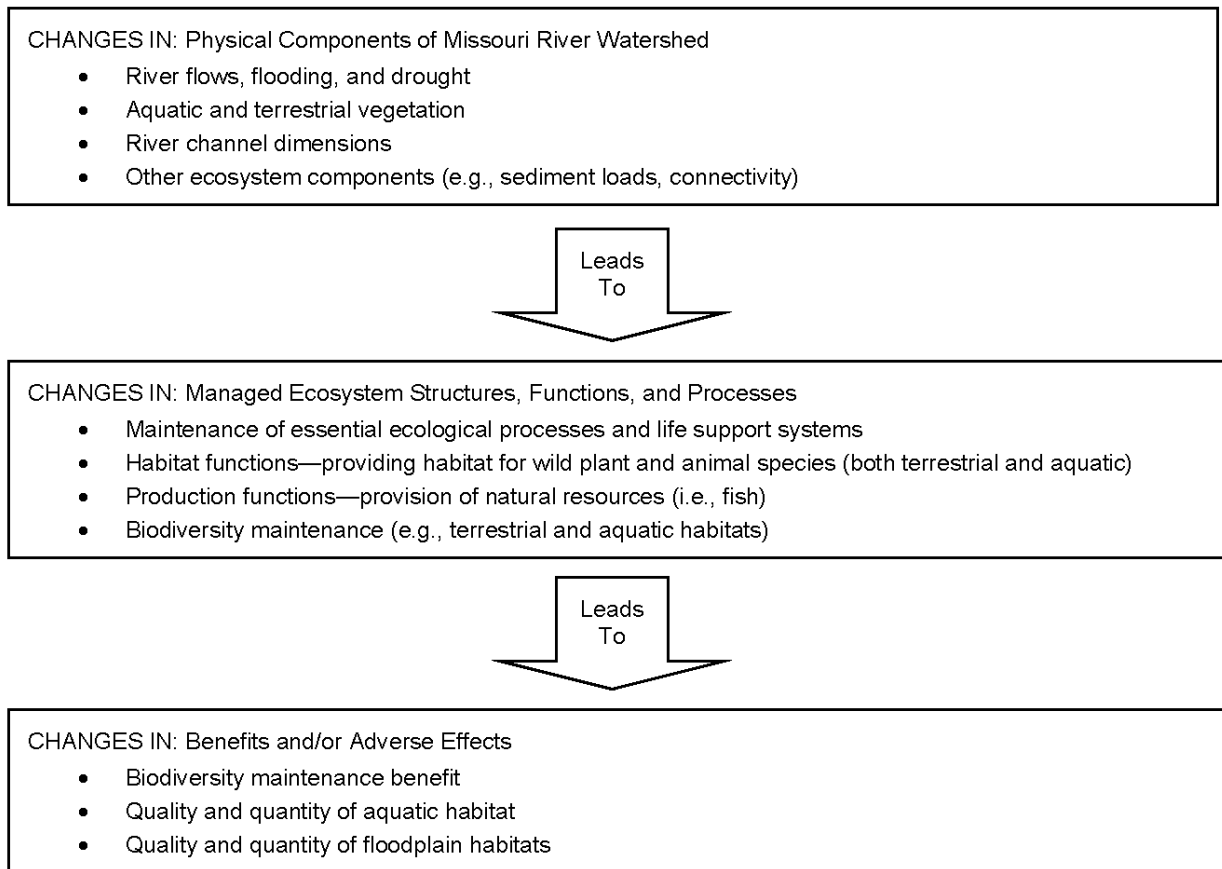 CHANGES IN: Physical Components of Missouri River Watershed
• River flows, flooding, and drought
• Aquatic and terrestrial vegetation
• River channel dimensions
• Other ecosystem components (e.g., sediment loads, connectivity)
Leads
To
CHANGES IN: Managed Ecosystem Structures, Functions, and Processes
• Maintenance of essential ecological processes and life support systems
• Habitat functions—providing habitat for wild plant and animal species (both terrestrial and aquatic)
• Production functions—provision of natural resources (i.e., fish)
• Biodiversity maintenance (e.g., terrestrial and aquatic habitats)
Leads
To
CHANGES IN: Benefits and/or Adverse Effects
• Biodiversity maintenance benefit
• Quality and quantity of aquatic habitat
• Quality and quantity of floodplain habitats